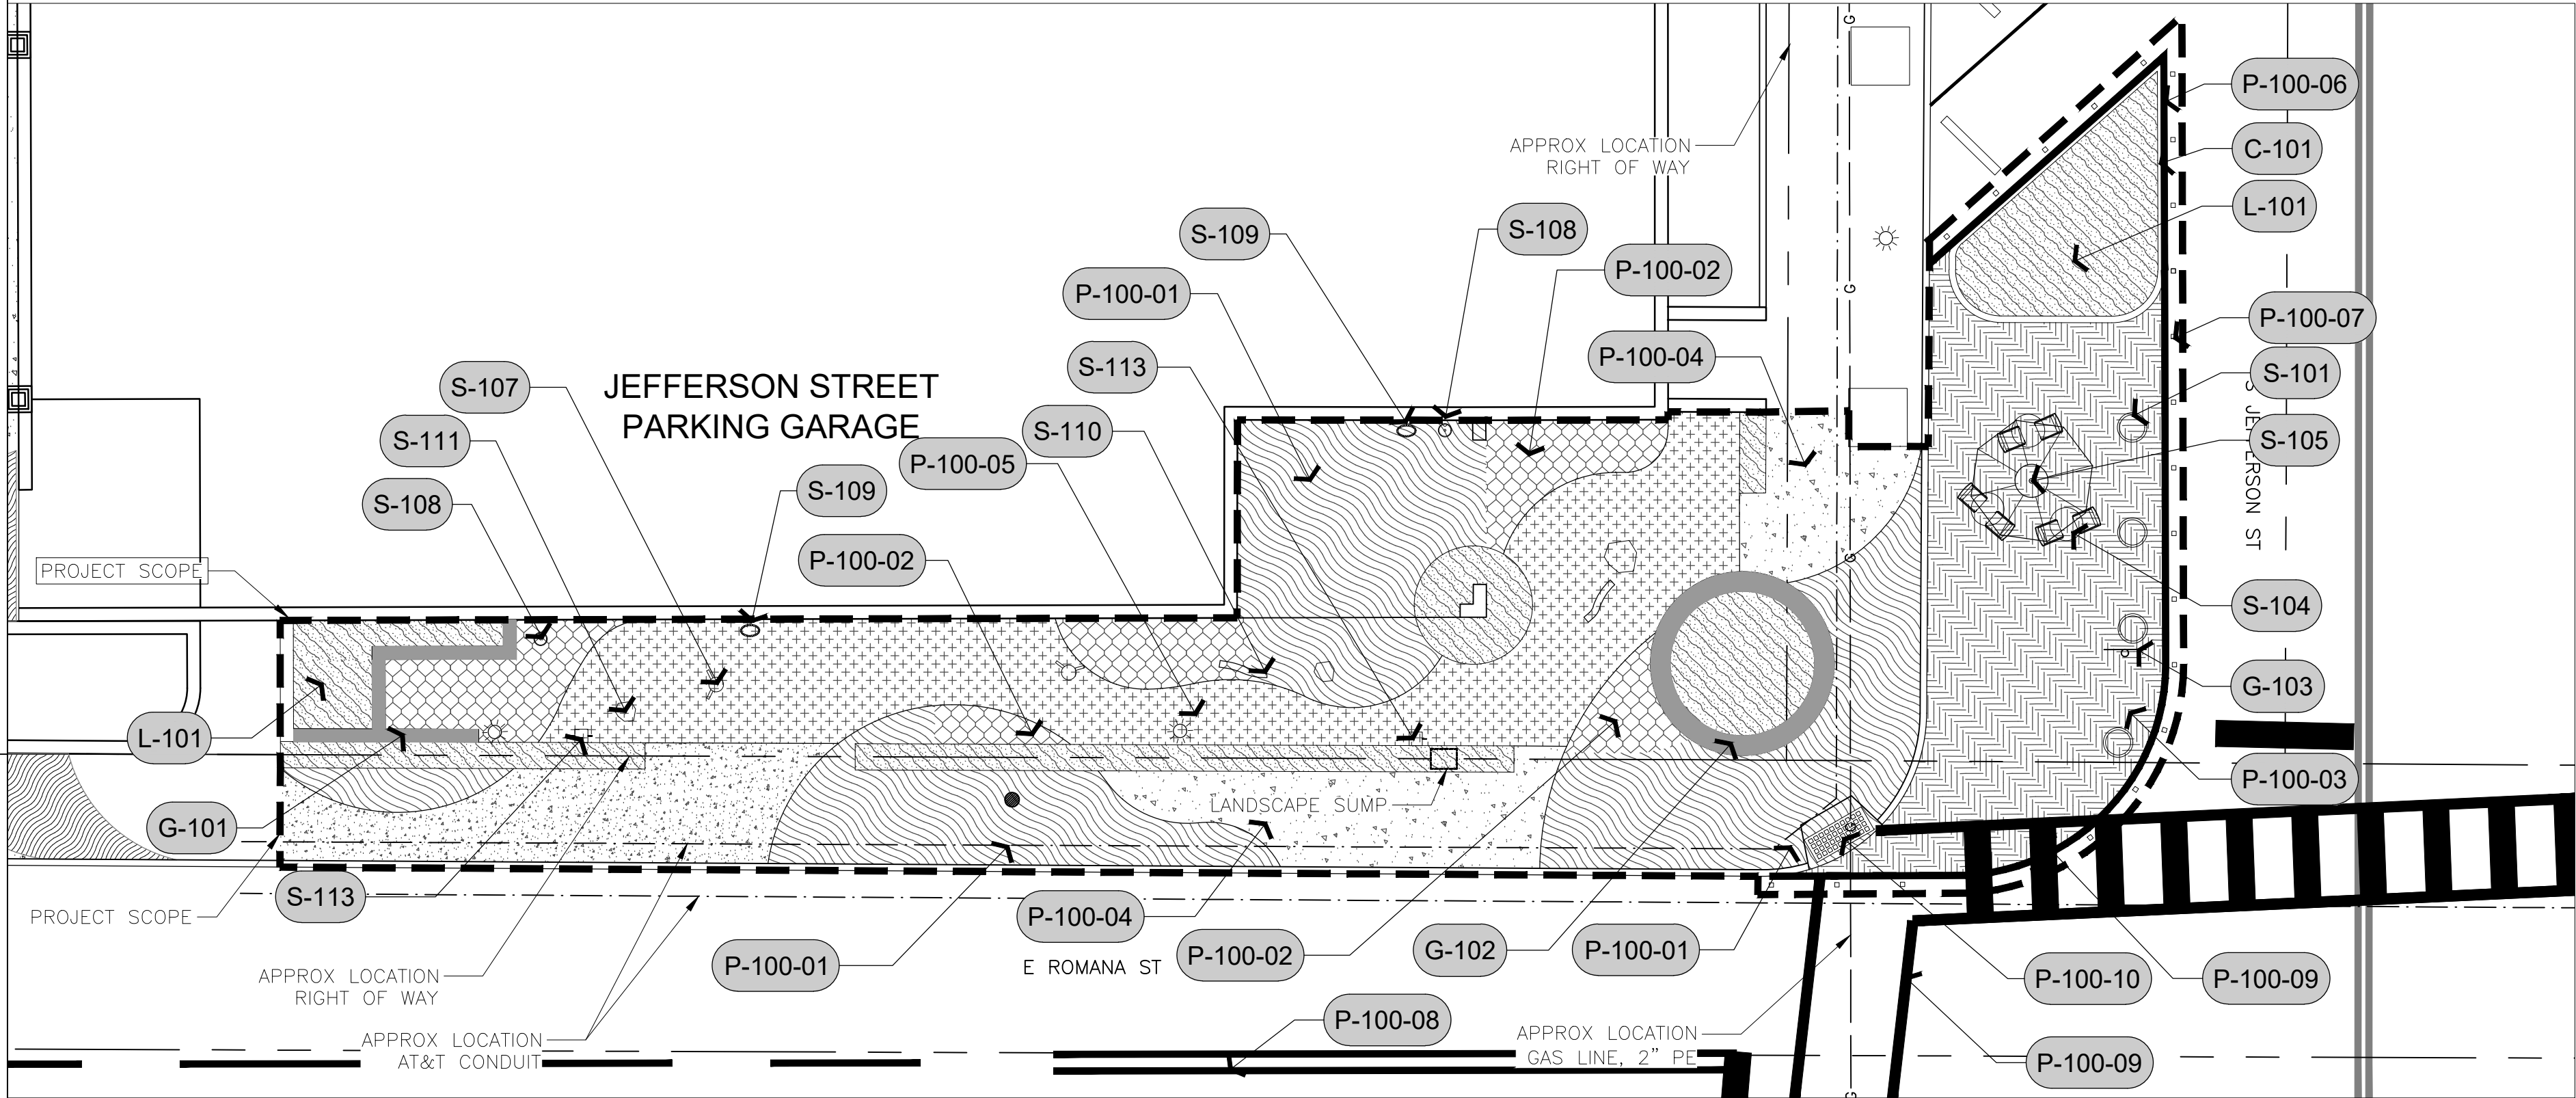 P-100-06
C-101
APPROX LOCATION
RIGHT OF WAY
L-101
S-109
S-108
P-100-02
P-100-01
G
G
P-100-07
P-100-04
S-113
S-101
S-107
JEFFERSON STREET
PARKING GARAGE
S-110
S-111
S-105
S JEFFERSON ST
P-100-05
S-109
S-108
P-100-02
G
PROJECT SCOPE
S-104
G-103
L-101
P-100-03
LANDSCAPE SUMP
G-101
G
S-113
PROJECT SCOPE
P-100-04
P-100-01
P-100-02
G-102
P-100-01
E ROMANA ST
APPROX LOCATION
RIGHT OF WAY
P-100-10
P-100-09
P-100-08
APPROX LOCATION
GAS LINE, 2" PE
APPROX LOCATION
AT&T CONDUIT
P-100-09
G
G